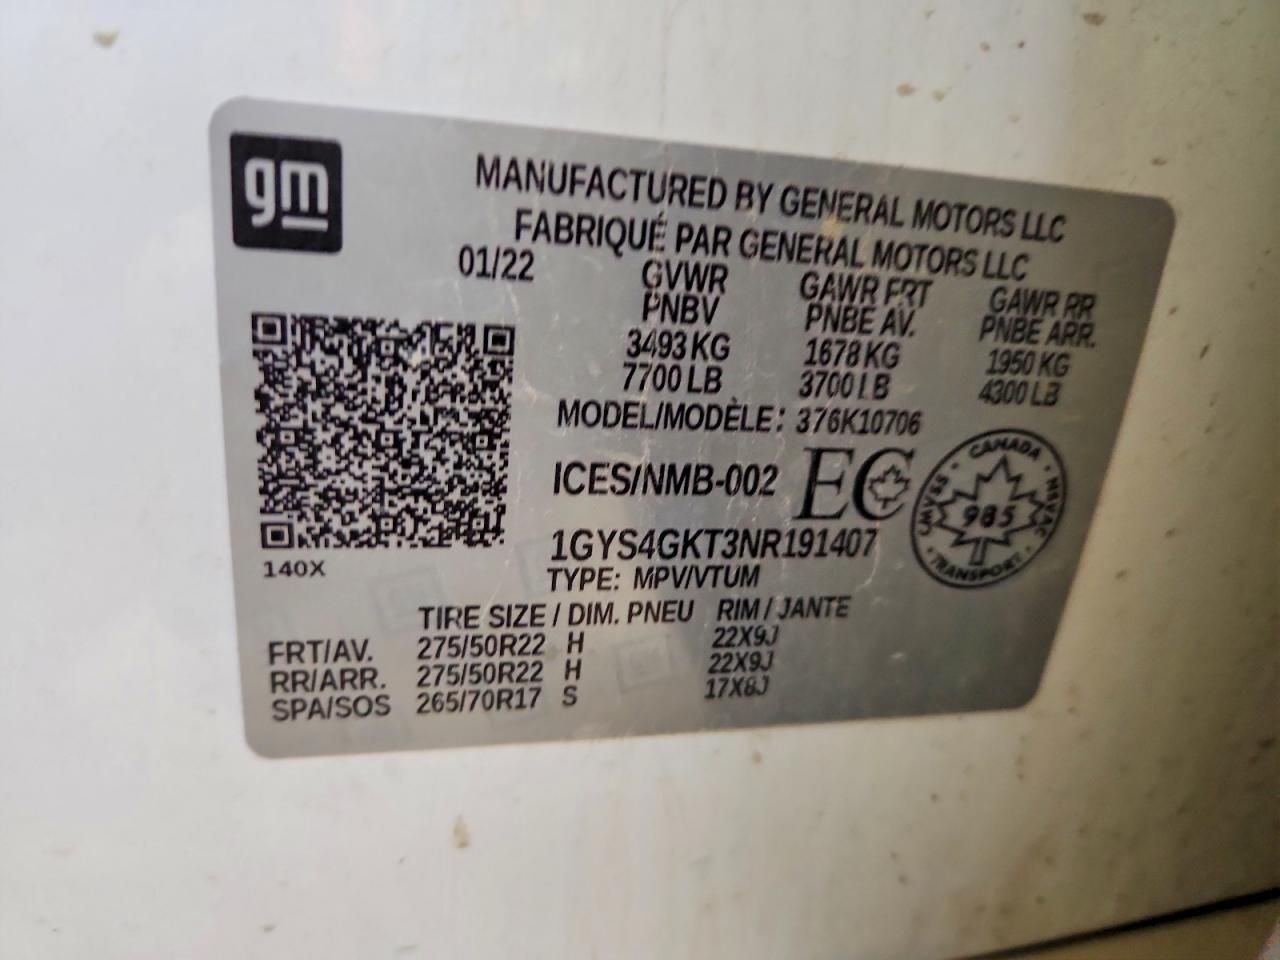 gm
MANUFACTURED BY GENERAL MOTORS LLC
FABRIQUÉ PAR GENERAL MOTORS LLC
01/22 GVWR GAWR FRT GAWR RR
PNBV PNBE AV. PNBE ARR.
3493 KG 1678 KG 1950 KG
7700 LB 3700 LB 4300 LB
MODEL/MODÈLE: 376K10706
ICES/NMB-002 EC
CANADA
CMVSS 985 NSVAC
TRANSPORT
1GYS4GKT3NR191407
140X
TYPE: MPV/VTUM
TIRE SIZE / DIM. PNEU RIM / JANTE
FRT/AV. 275/50R22 H 22X9J
RR/ARR. 275/50R22 H 22X9J
SPA/SOS 265/70R17 S 17X8J